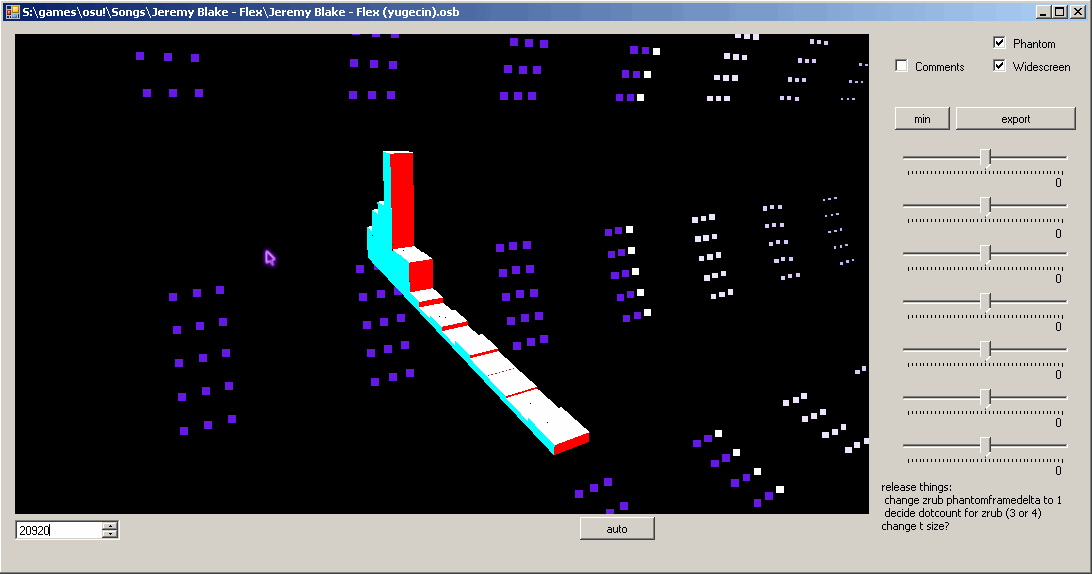 S:\games\osu!\Songs\Jeremy Blake - Flex\Jeremy Blake - Flex (yugecin).osb
Phantom
Comments
Widescreen
min
export
0
0
0
0
0
0
0
release things:
change zrub phantomframedelta to 1
decide dotcount for zrub (3 or 4)
change t size?
20920
auto